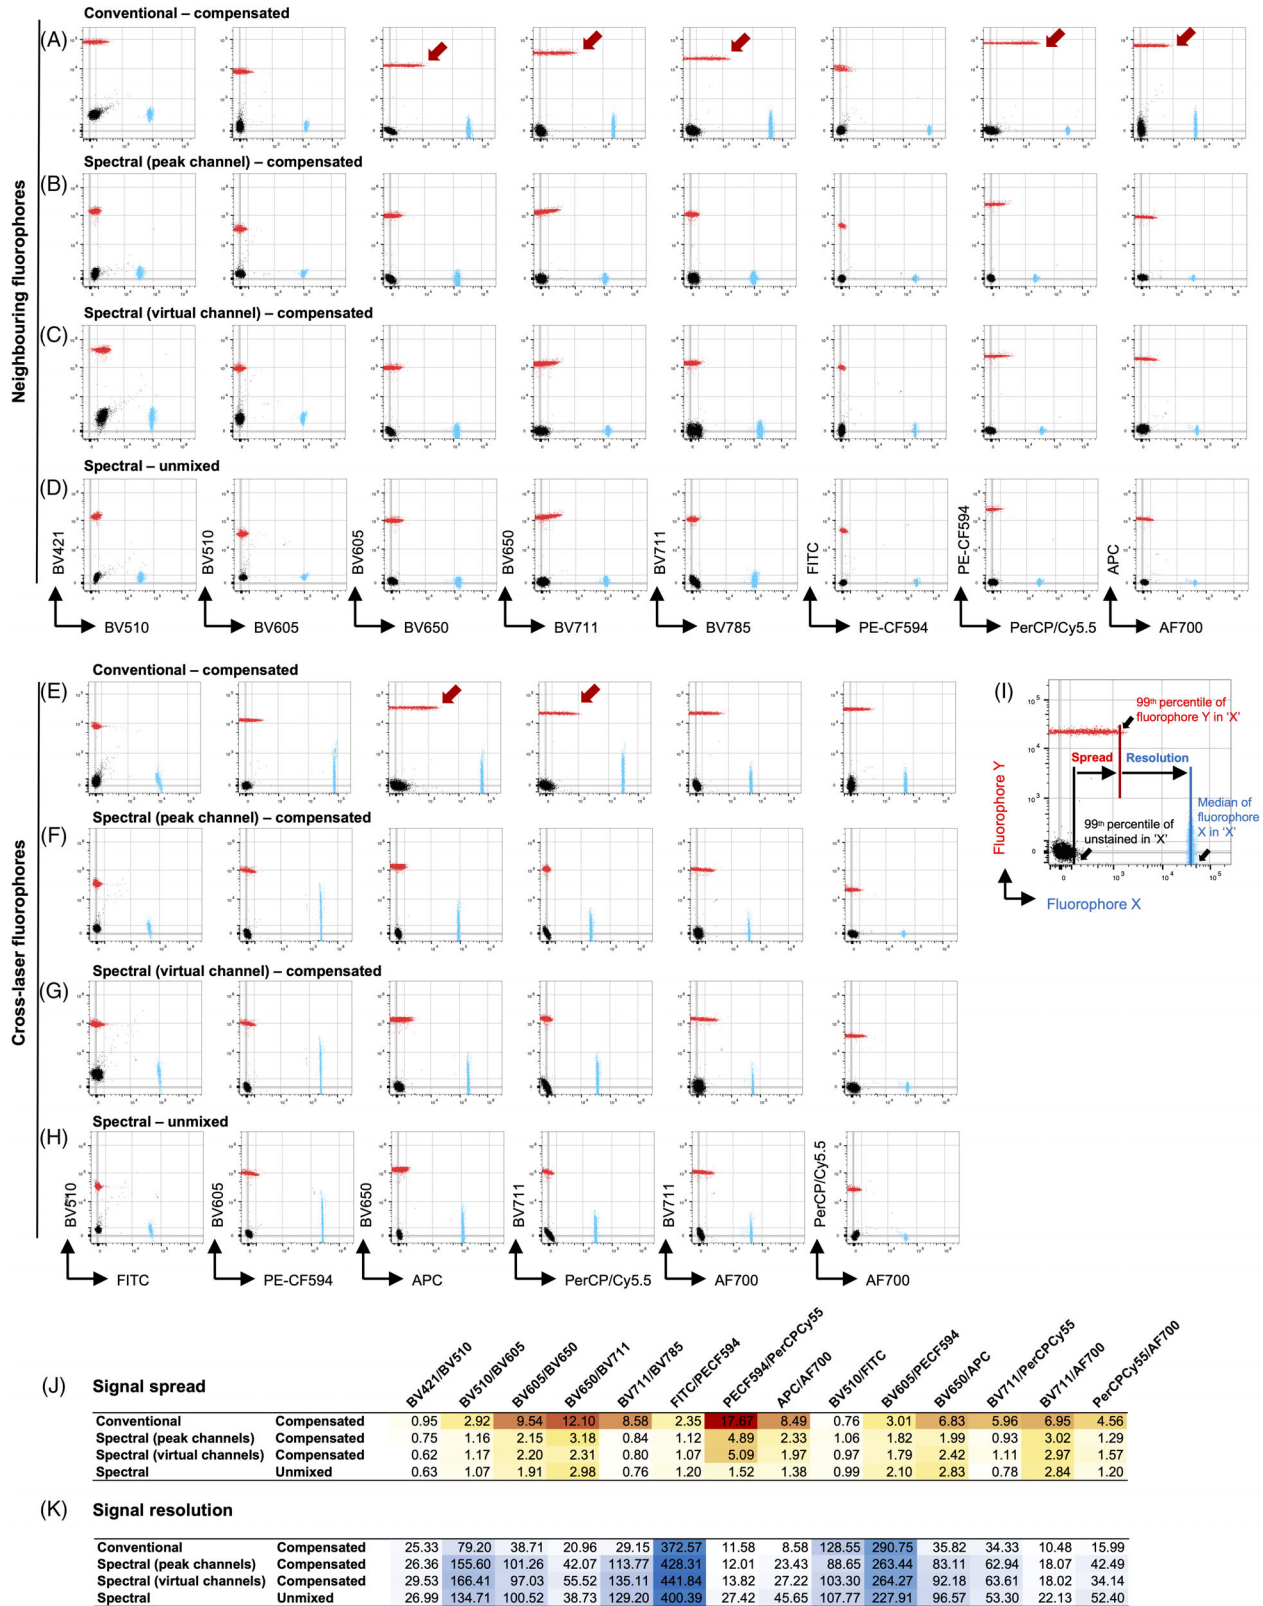 Conventional – compensated
(A)
Spectral (peak channel) – compensated
(B)
Spectral (virtual channel) – compensated
(C)
Spectral – unmixed
(D)
Neighbouring fluorophores
BV421
BV510
BV605
BV650
BV711
FITC
PE-CF594
APC
BV510
BV605
BV650
BV711
BV785
PE-CF594
PerCP/Cy5.5
AF700
Conventional – compensated
(E)
Spectral (peak channel) – compensated
(F)
Spectral (virtual channel) – compensated
(G)
Spectral – unmixed
(H)
Cross-laser fluorophores
BV510
BV605
BV650
BV711
BV711
PerCP/Cy5.5
FITC
PE-CF594
APC
PerCP/Cy5.5
AF700
AF700
(I)
99th percentile of
fluorophore Y in ‘X’
Spread
Resolution
Median of
fluorophore
X in ‘X’
99th percentile of
unstained in ‘X’
Fluorophore Y
10⁵
10⁴
10³
0
0
10³
10⁴
10⁵
Fluorophore X
BV421/BV510
BV510/BV605
BV605/BV650
BV650/BV711
BV711/BV785
FITC/PECF594
PECF594/PerCPCy55
APC/AF700
BV510/FITC
BV605/PECF594
BV650/APC
BV711/PerCPCy55
BV711/AF700
PerCPCy55/AF700
(J) Signal spread
Conventional Compensated 0.95 2.92 9.54 12.10 8.58 2.35 17.67 8.49 0.76 3.01 6.83 5.96 6.95 4.56
Spectral (peak channels) Compensated 0.75 1.16 2.15 3.18 0.84 1.12 4.89 2.33 1.06 1.82 1.99 0.93 3.02 1.29
Spectral (virtual channels) Compensated 0.62 1.17 2.20 2.31 0.80 1.07 5.09 1.97 0.97 1.79 2.42 1.11 2.97 1.57
Spectral Unmixed 0.63 1.07 1.91 2.98 0.76 1.20 1.52 1.38 0.99 2.10 2.83 0.78 2.84 1.20
(K) Signal resolution
Conventional Compensated 25.33 79.20 38.71 20.96 29.15 372.57 11.58 8.58 128.55 290.75 35.82 34.33 10.48 15.99
Spectral (peak channels) Compensated 26.36 155.60 101.26 42.07 113.77 428.31 12.01 23.43 88.65 263.44 83.11 62.94 18.07 42.49
Spectral (virtual channels) Compensated 29.53 166.41 97.03 55.52 135.11 441.84 13.82 27.22 103.30 264.27 92.18 63.61 18.02 34.14
Spectral Unmixed 26.99 134.71 100.52 38.73 129.20 400.39 27.42 45.65 107.77 227.91 96.57 53.30 22.13 52.40